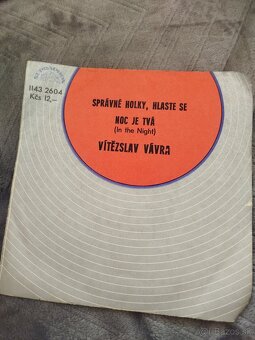 1143 2604
Kčs 12,–
SPRÁVNÉ HOLKY, HLASTE SE
NOC JE TVÁ
(In the Night)
VÍTĚZSLAV VÁVRA